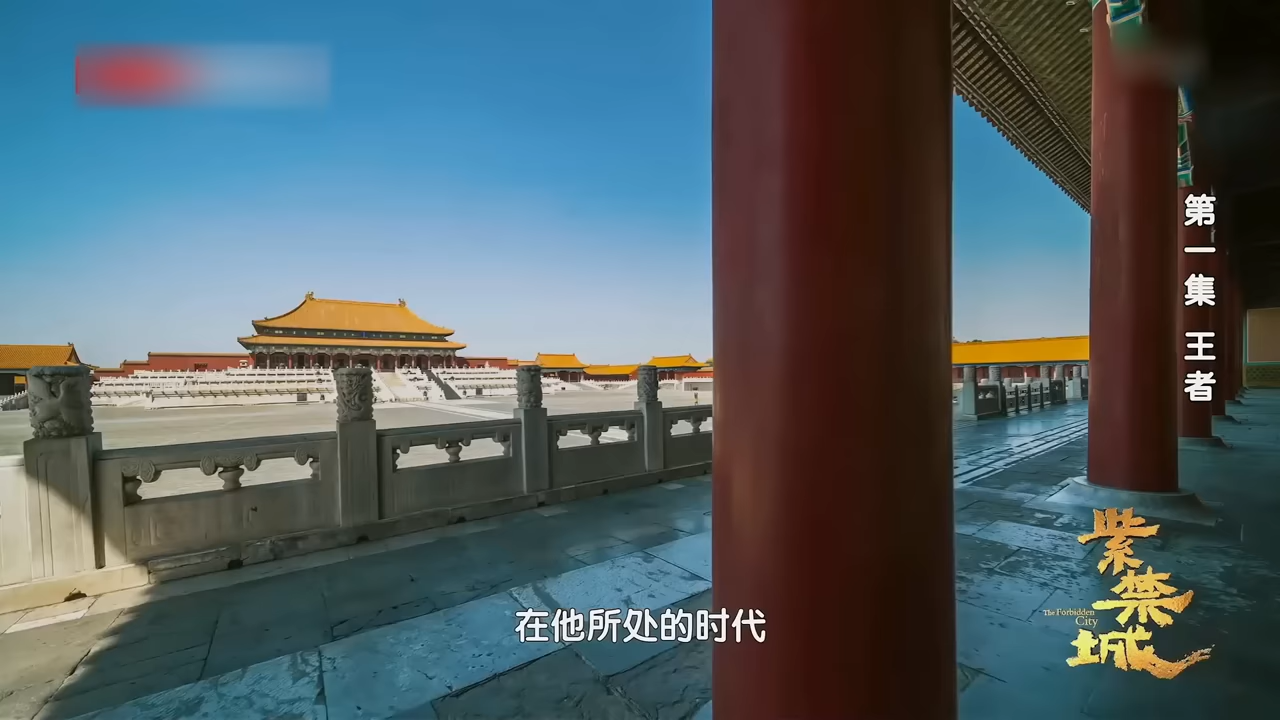 第一集 王者
在他所处的时代
紫禁城
The Forbidden
City